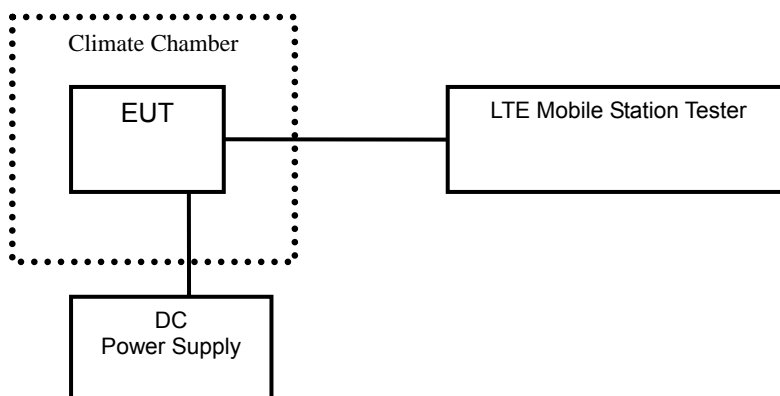 Climate Chamber
EUT
LTE Mobile Station Tester
DC
Power Supply